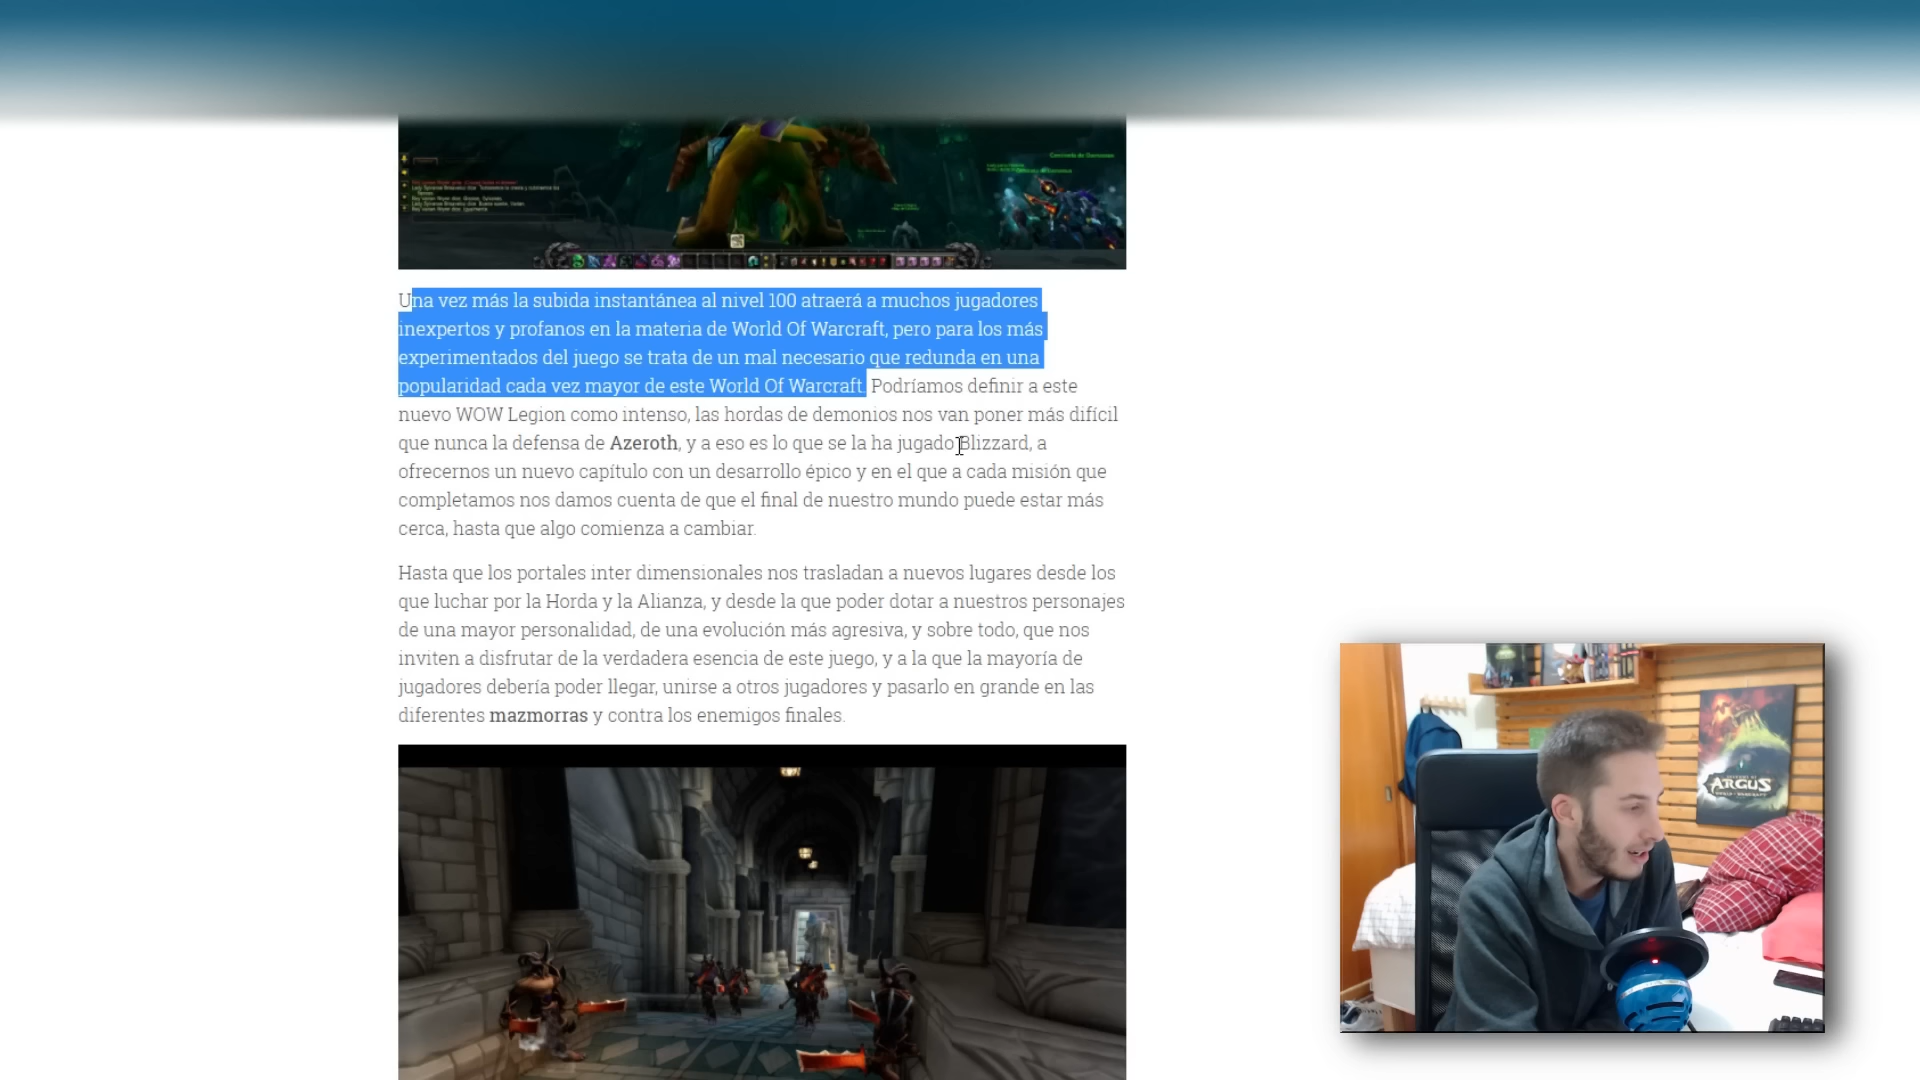 Una vez más la subida instantánea al nivel 100 atraerá a muchos jugadores
inexpertos y profanos en la materia de World Of Warcraft, pero para los más
experimentados del juego se trata de un mal necesario que redunda en una
popularidad cada vez mayor de este World Of Warcraft. Podríamos definir a este
nuevo WOW Legion como intenso, las hordas de demonios nos van poner más difícil
que nunca la defensa de Azeroth, y a eso es lo que se la ha jugado Blizzard, a
ofrecernos un nuevo capítulo con un desarrollo épico y en el que a cada misión que
completamos nos damos cuenta de que el final de nuestro mundo puede estar más
cerca, hasta que algo comienza a cambiar.
Hasta que los portales inter dimensionales nos trasladan a nuevos lugares desde los
que luchar por la Horda y la Alianza, y desde la que poder dotar a nuestros personajes
de una mayor personalidad, de una evolución más agresiva, y sobre todo, que nos
inviten a disfrutar de la verdadera esencia de este juego, y a la que la mayoría de
jugadores debería poder llegar, unirse a otros jugadores y pasarlo en grande en las
diferentes mazmorras y contra los enemigos finales.
ARGUS